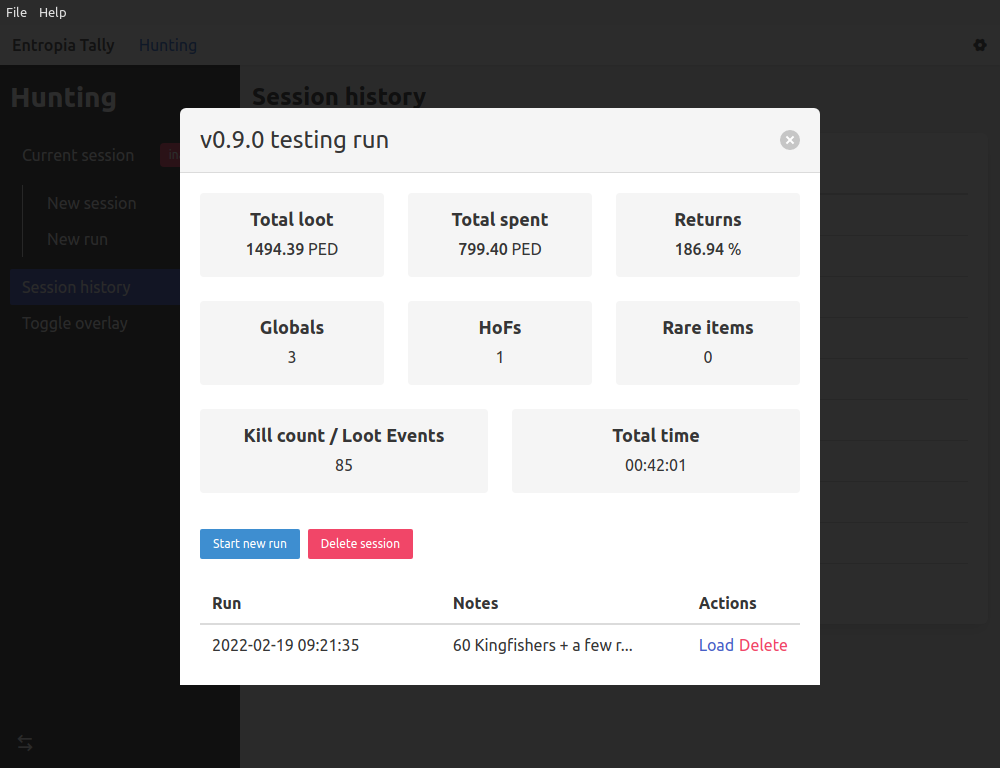 File Help
Entropia Tally Hunting
Hunting
Session history
Current session
New session
New run
Session history
Toggle overlay
v0.9.0 testing run
Total loot Total spent Returns
1494.39 PED 799.40 PED 186.94 %
Globals HoFs Rare items
3 1 0
Kill count / Loot Events Total time
85 00:42:01
Start new run Delete session
Run Notes Actions
2022-02-19 09:21:35 60 Kingfishers + a few r... Load Delete